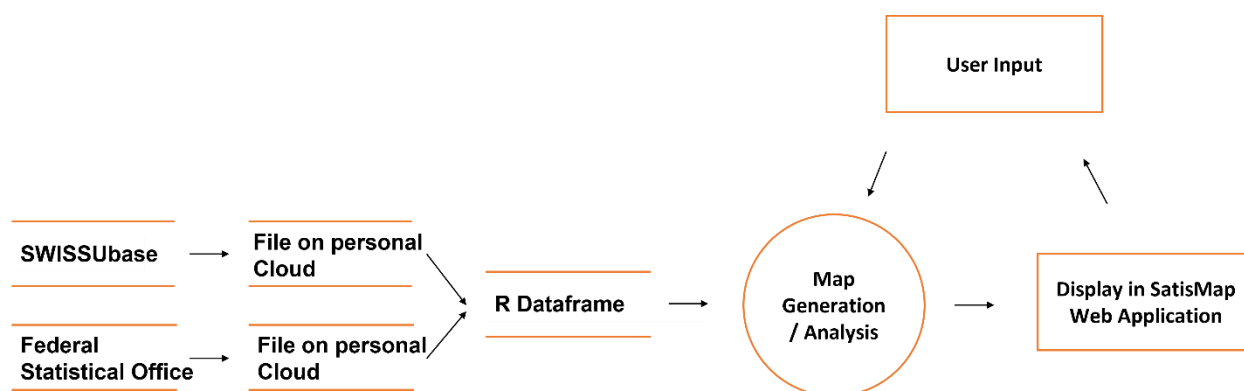 User Input
SWISSUbase
File on personal
Cloud
Federal
Statistical Office
File on personal
Cloud
R Dataframe
Map
Generation
/ Analysis
Display in SatisMap
Web Application